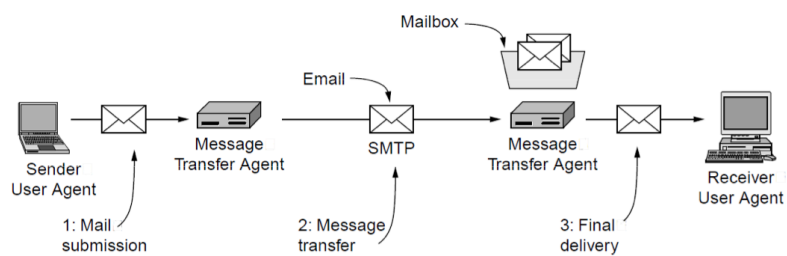 Mailbox
Email
SMTP
Sender
User Agent
Message
Transfer Agent
Message
Transfer Agent
Receiver
User Agent
1: Mail
submission
2: Message
transfer
3: Final
delivery